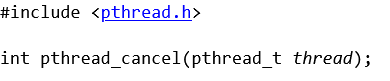 #include <pthread.h>
int pthread_cancel(pthread_t thread);